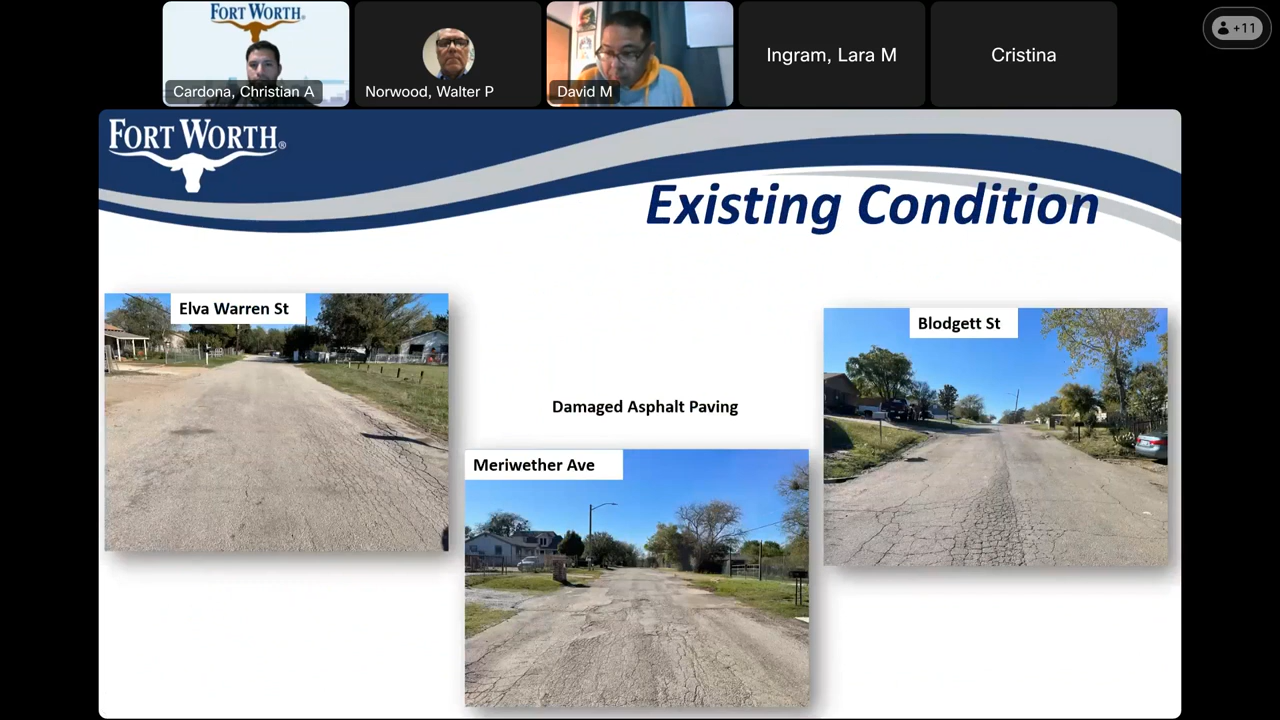 FORT WORTH®
Cardona, Christian A
Norwood, Walter P
David M
Ingram, Lara M
Cristina
+11
FORT WORTH®
Existing Condition
Elva Warren St
Blodgett St
Damaged Asphalt Paving
Meriwether Ave